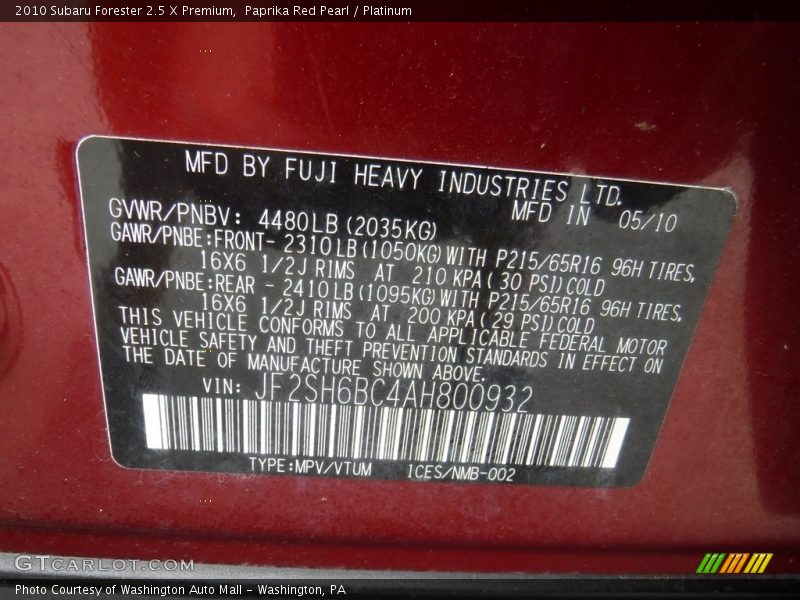 2010 Subaru Forester 2.5 X Premium,  Paprika Red Pearl / Platinum
MFD BY FUJI HEAVY INDUSTRIES LTD.
MFD IN 05/10
GVWR/PNBV: 4480LB (2035KG)
GAWR/PNBE:FRONT- 2310LB (1050KG) WITH P215/65R16 96H TIRES,
16X6 1/2J RIMS AT 210 KPA ( 30 PSI) COLD
GAWR/PNBE:REAR - 2410LB (1095KG) WITH P215/65R16 96H TIRES,
16X6 1/2J RIMS AT 200 KPA ( 29 PSI) COLD
THIS VEHICLE CONFORMS TO ALL APPLICABLE FEDERAL MOTOR
VEHICLE SAFETY AND THEFT PREVENTION STANDARDS IN EFFECT ON
THE DATE OF MANUFACTURE SHOWN ABOVE.
VIN: JF2SH6BC4AH800932
TYPE:MPV/VTUM ICES/NMB-002
GTCARLOT.COM
Photo Courtesy of Washington Auto Mall - Washington, PA